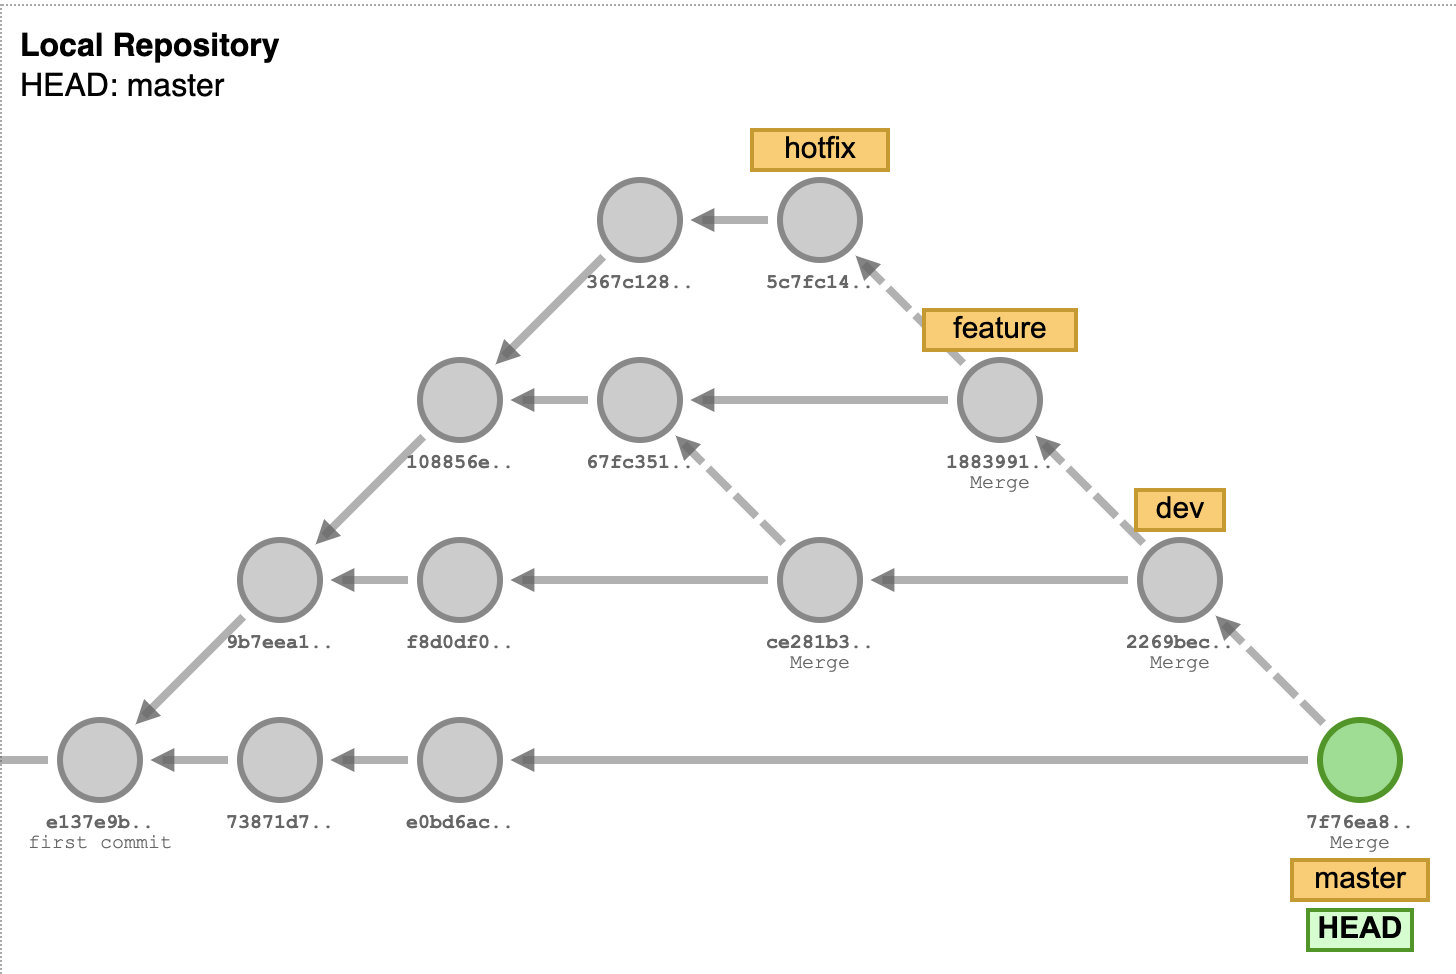 Local Repository
HEAD: master
hotfix
367c128..
5c7fc14..
feature
108856e..
67fc351..
1883991..
Merge
dev
9b7eea1..
f8d0df0..
ce281b3..
Merge
2269bec..
Merge
e137e9b..
first commit
73871d7..
e0bd6ac..
7f76ea8..
Merge
master
HEAD